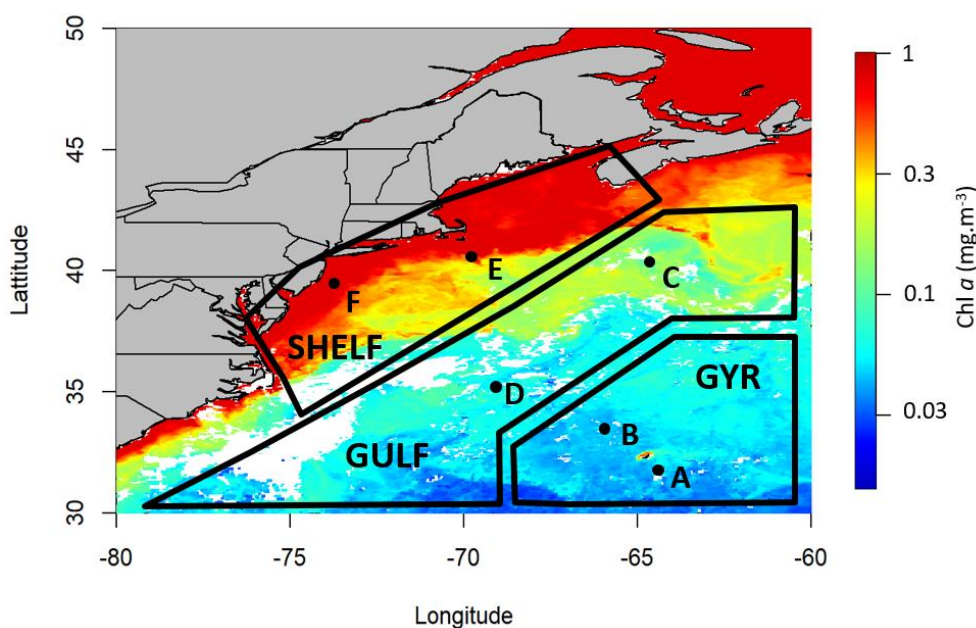 50
45
40
35
30
Lattitude
-80
-75
-70
-65
-60
Longitude
SHELF
GULF
GYR
A
B
C
D
E
F
1
0.3
0.1
0.03
Chl a (mg.m⁻³)